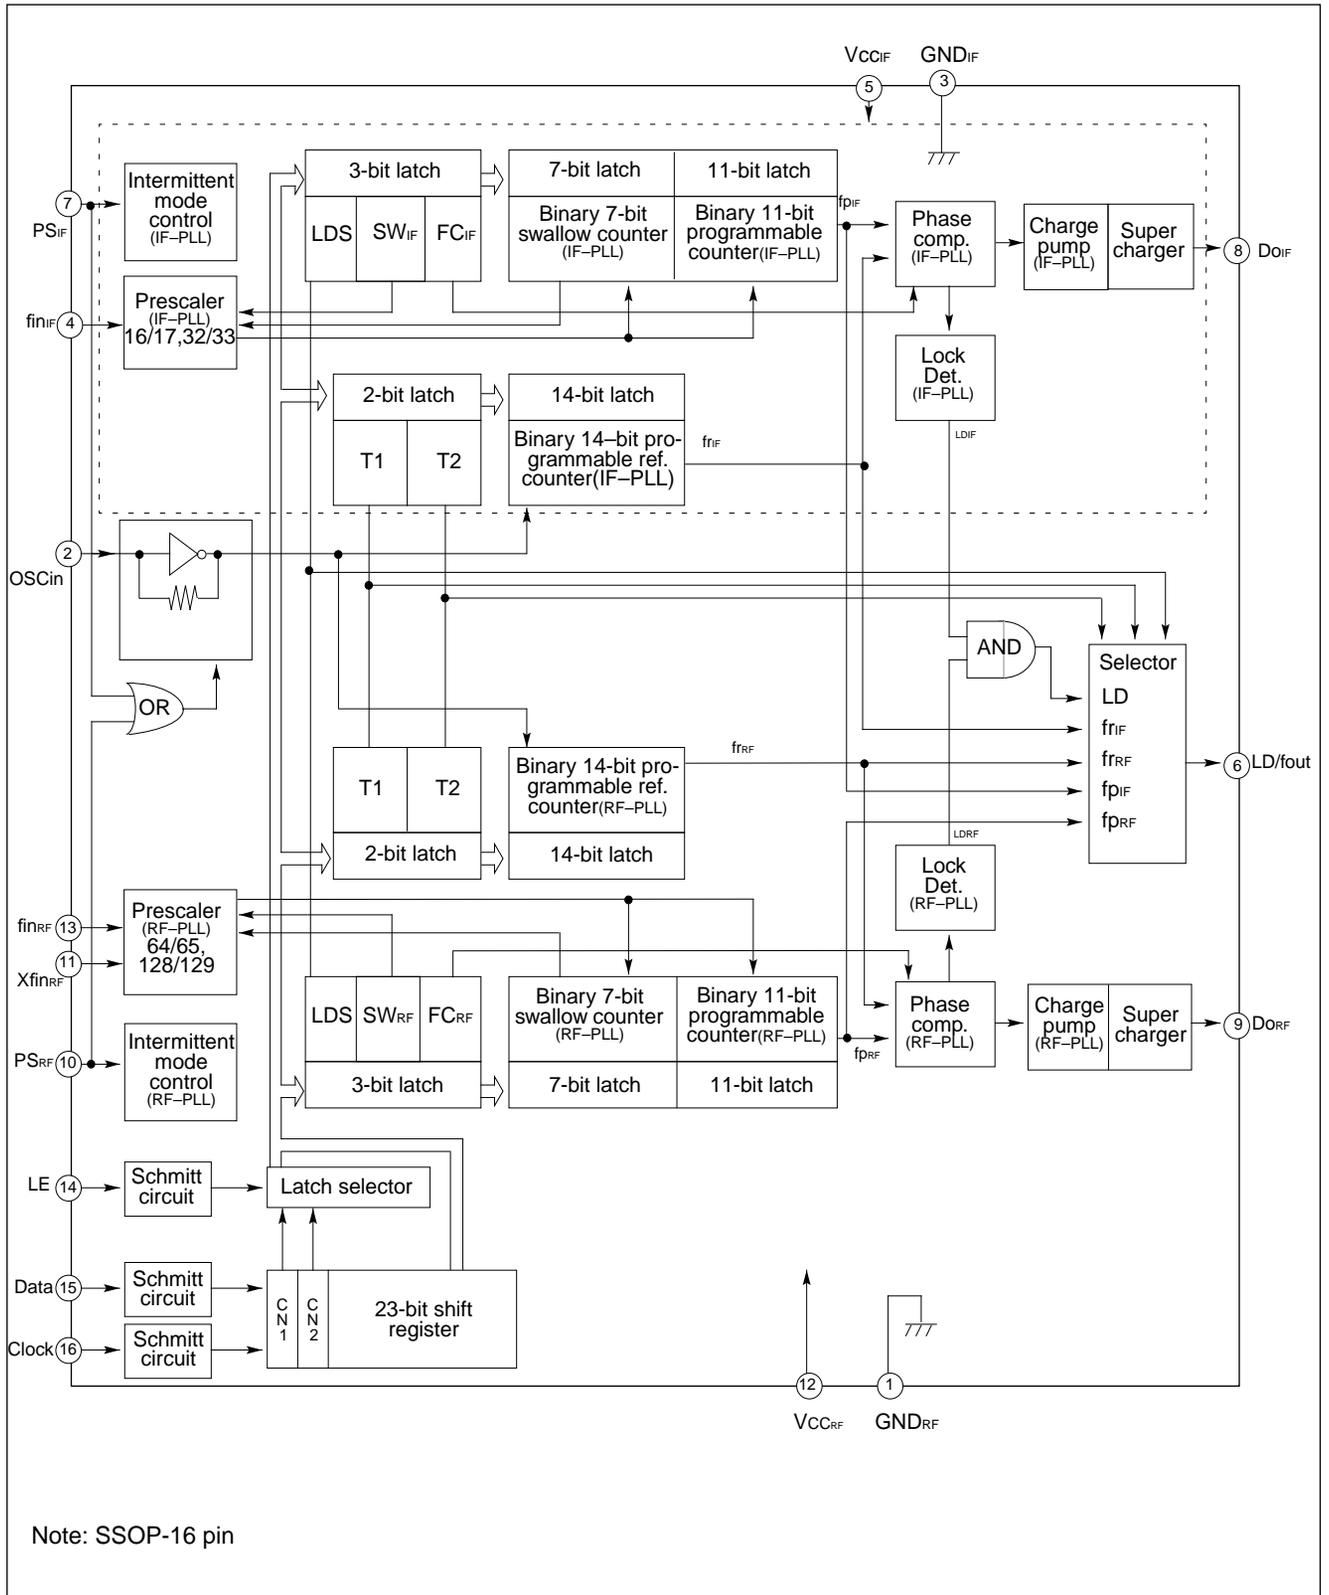 VccIF GNDIF
5 3
Intermittent
mode
control
(IF–PLL)
3-bit latch
LDS SWIF FCIF
7-bit latch 11-bit latch
Binary 7-bit
swallow counter
(IF–PLL)
Binary 11-bit
programmable
counter(IF–PLL)
fpIF
Phase
comp.
(IF–PLL)
Charge
pump
(IF–PLL)
Super
charger
8 DoIF
7
PSIF
finIF 4
Prescaler
(IF–PLL)
16/17,32/33
Lock
Det.
(IF–PLL)
LDIF
2-bit latch
T1 T2
14-bit latch
Binary 14–bit pro-
grammable ref.
counter(IF–PLL)
frIF
2
OSCin
OR
AND
Selector
LD
frIF
frRF
fpIF
fpRF
6 LD/fout
T1 T2
2-bit latch
Binary 14-bit pro-
grammable ref.
counter(RF–PLL)
14-bit latch
frRF
LDRF
Lock
Det.
(RF–PLL)
finRF 13
11
XfinRF
Prescaler
(RF–PLL)
64/65,
128/129
LDS SWRF FCRF
3-bit latch
Binary 7-bit
swallow counter
(RF–PLL)
Binary 11-bit
programmable
counter(RF–PLL)
7-bit latch 11-bit latch
fpRF
Phase
comp.
(RF–PLL)
Charge
pump
(RF–PLL)
Super
charger
9 DoRF
PSRF 10
Intermittent
mode
control
(RF–PLL)
LE 14
Schmitt
circuit
Latch selector
Data 15
Schmitt
circuit
Clock 16
Schmitt
circuit
CN1
CN2
23-bit shift
register
12 1
VCCRF GNDRF
Note: SSOP-16 pin